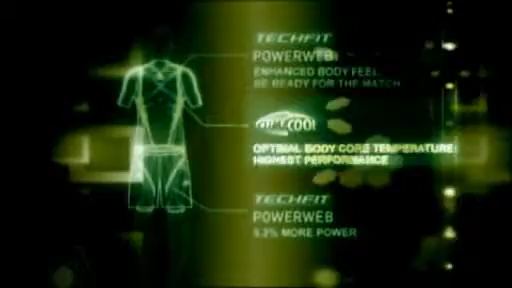 TECHFIT
POWERWEB
ENHANCED BODY FEEL
BE READY FOR THE MATCH
COOL
OPTIMAL BODY CORE TEMPERATURE
HIGHEST PERFORMANCE
TECHFIT
POWERWEB
5.3% MORE POWER